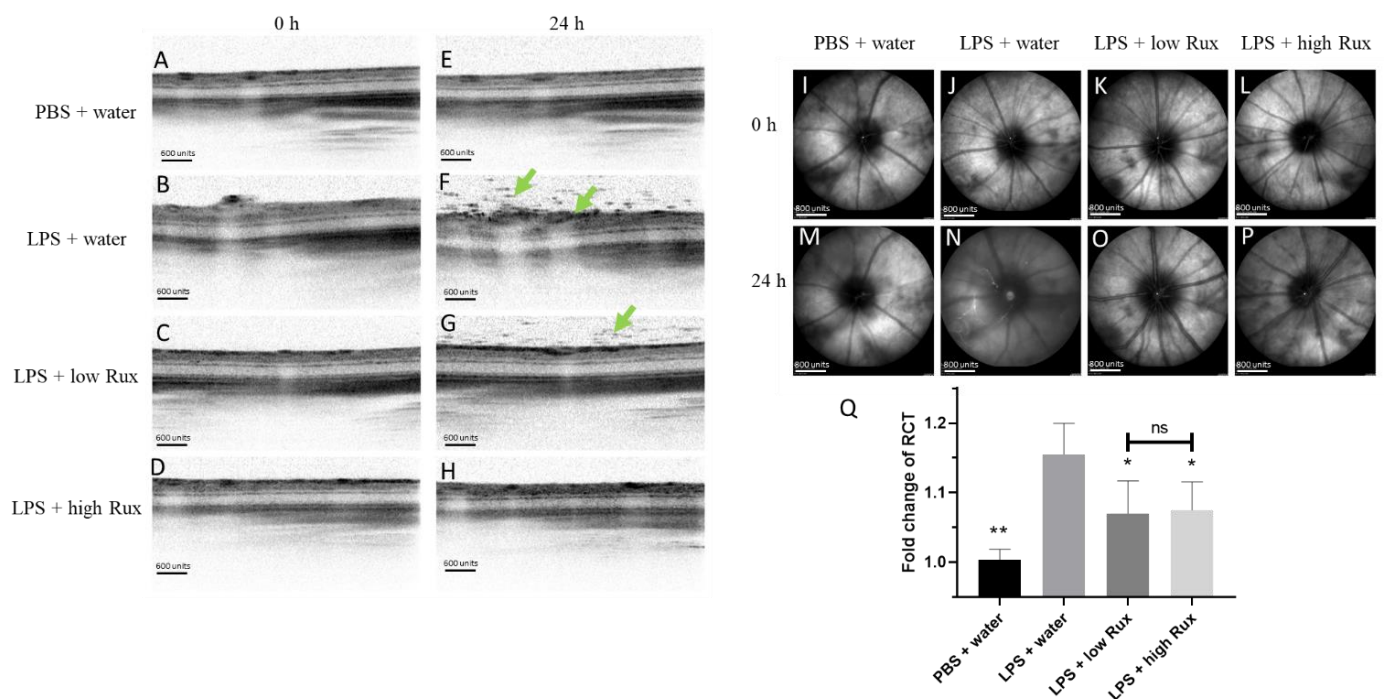 0 h 24 h
PBS + water
A
600 units
E
600 units
LPS + water
B
600 units
F
600 units
LPS + low Rux
C
600 units
G
600 units
LPS + high Rux
D
600 units
H
600 units
PBS + water LPS + water LPS + low Rux LPS + high Rux
0 h
I J K L
800 units 800 units 800 units 800 units
24 h
M N O P
800 units 800 units 800 units 800 units
Q
Fold change of RCT
1.2
1.10
1.0
**
*
ns
*
PBS + water
LPS + water
LPS + low Rux
LPS + high Rux